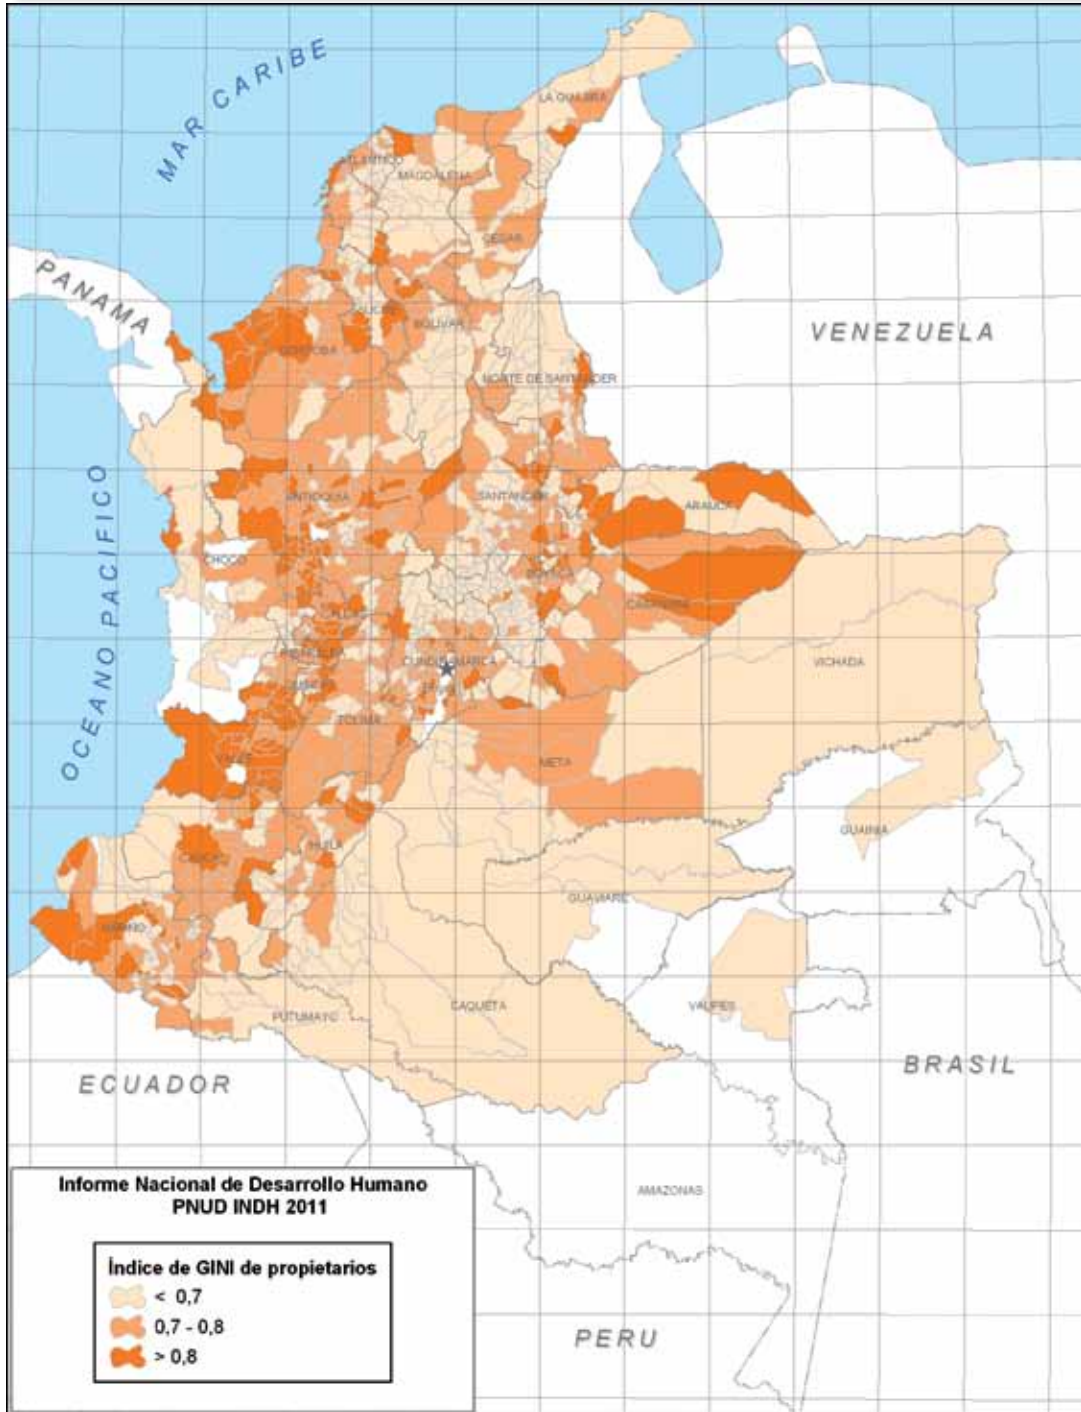 MAR CARIBE
LA GUAJIRA
ATLANTICO
MAGDALENA
CESAR
PANAMA
SUCRE
BOLIVAR
CORDOBA
VENEZUELA
NORTE DE SANTANDER
OCEANO PACIFICO
ANTIOQUIA
SANTANDER
ARAUCA
CHOCO
BOYACA
CASANARE
CALDAS
RISARALDA
CUNDINAMARCA
VICHADA
QUINDIO
TOLIMA
VALLE
META
GUAINIA
CAUCA
HUILA
GUAVIARE
NARIÑO
CAQUETA
VAUPES
PUTUMAYO
BRASIL
ECUADOR
AMAZONAS
PERU
Informe Nacional de Desarrollo Humano
PNUD INDH 2011
Índice de GINI de propietarios
< 0,7
0,7 - 0,8
> 0,8